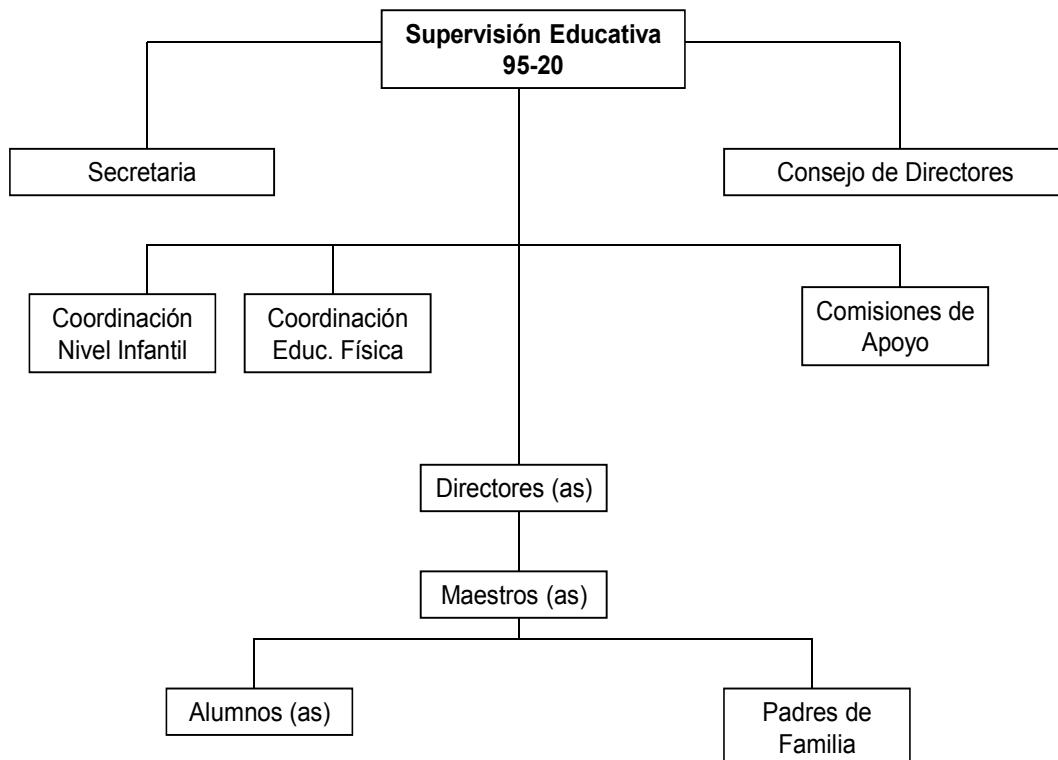 Supervisión Educativa
95-20
Secretaria
Consejo de Directores
Coordinación
Nivel Infantil
Coordinación
Educ. Física
Comisiones de
Apoyo
Directores (as)
Maestros (as)
Alumnos (as)
Padres de
Familia